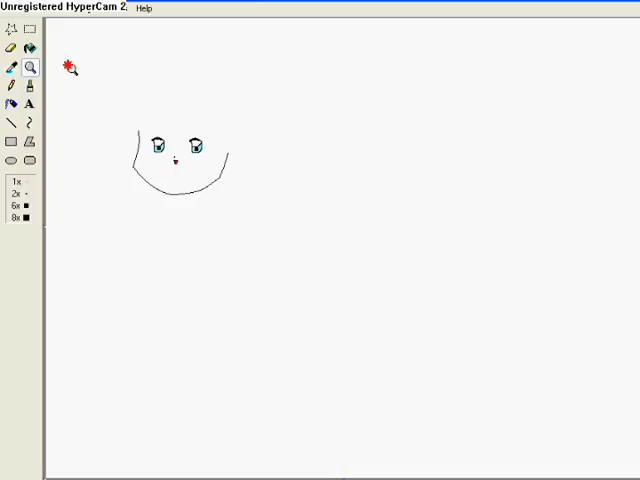 Unregistered HyperCam 2.
Help
A
1x
2x
6x
8x